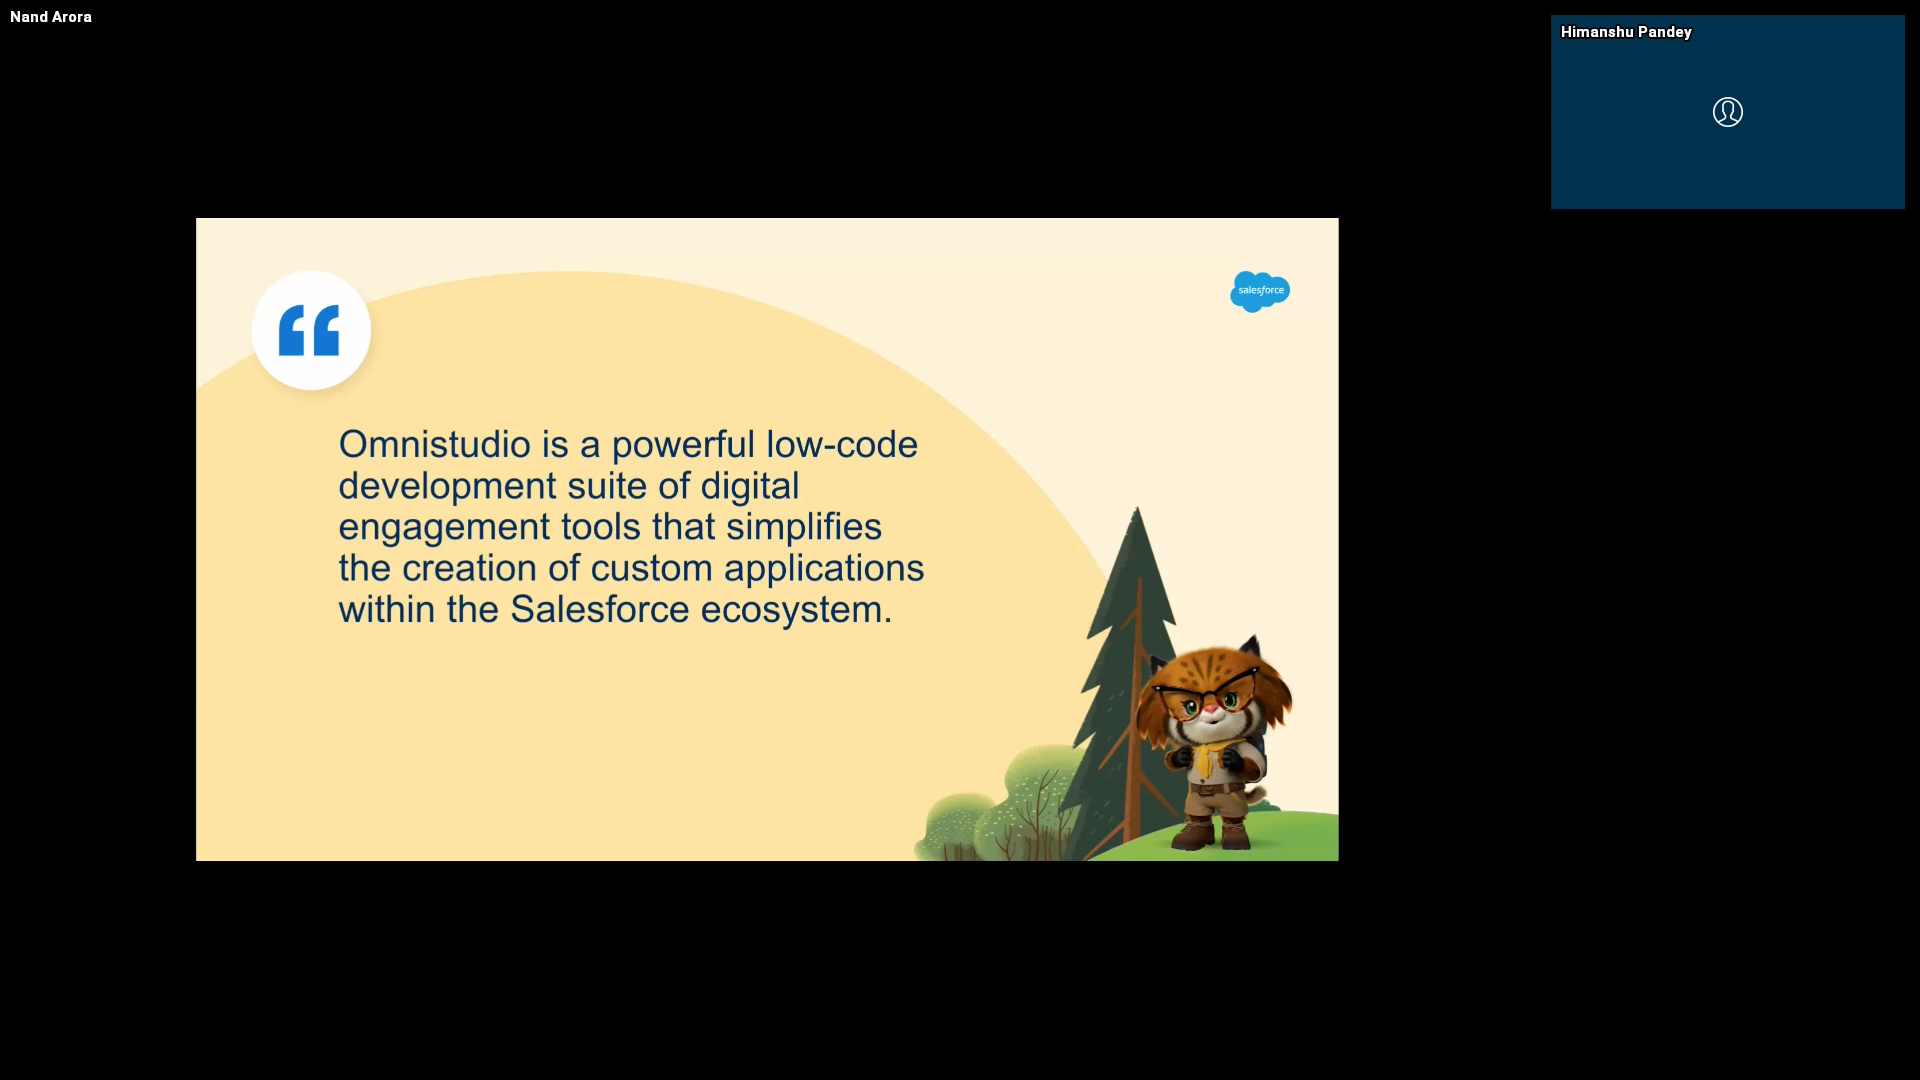 Nand Arora
Himanshu Pandey
salesforce
Omnistudio is a powerful low-code
development suite of digital
engagement tools that simplifies
the creation of custom applications
within the Salesforce ecosystem.